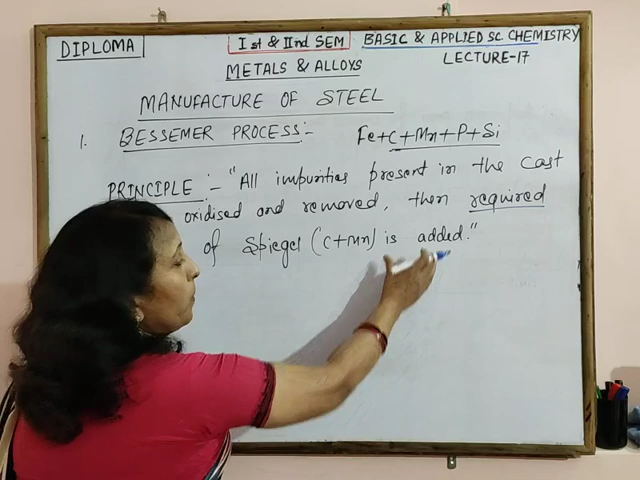 DIPLOMA
Ist & IInd SEM
BASIC & APPLIED SC CHEMISTRY
METALS & ALLOYS
LECTURE-17
MANUFACTURE OF STEEL
1. BESSEMER PROCESS:- Fe+C+Mn+P+Si
PRINCIPLE:- "All impurities present in the cast
oxidised and removed, then required
of Spiegel (C+Mn) is added."